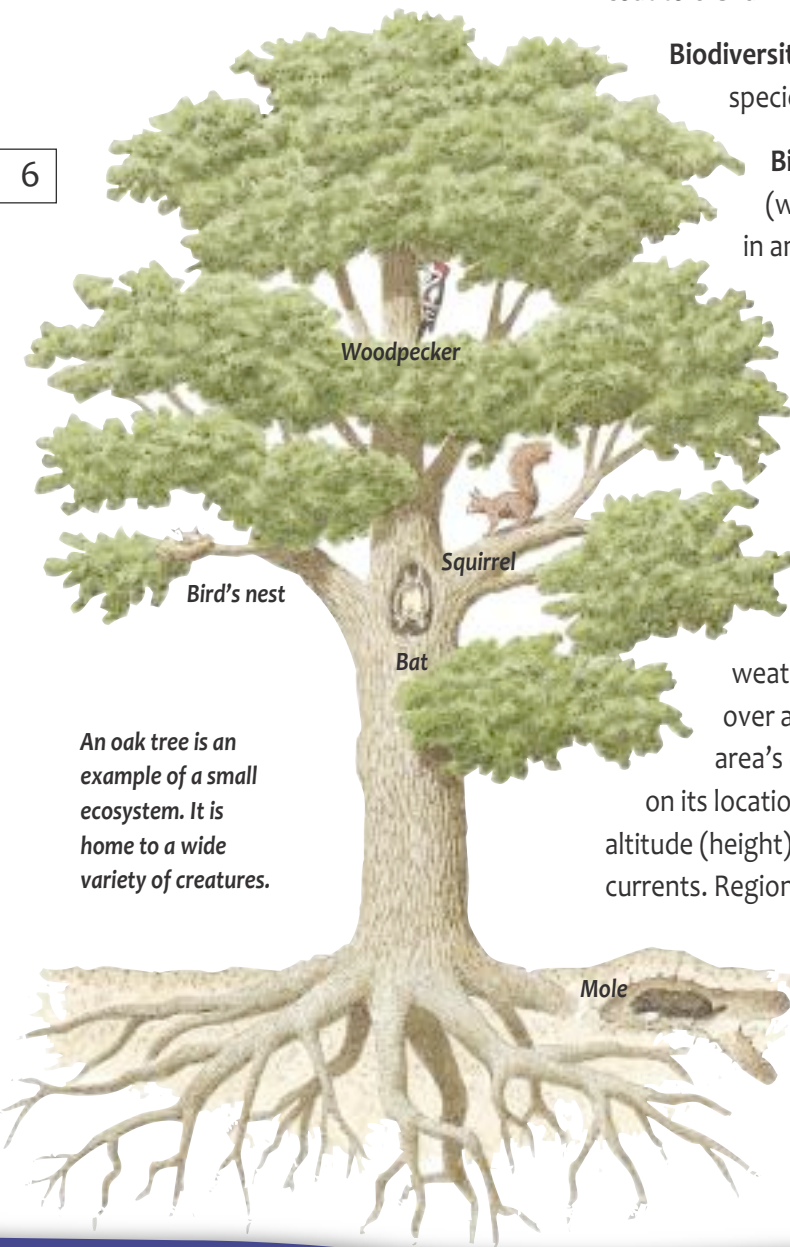 Biodiversit
specie
6
Bi
(w
in an
Woodpecker
Squirrel
Bird's nest
Bat
An oak tree is an
example of a small
ecosystem. It is
home to a wide
variety of creatures.
weat
over a
area's
on its locatio
altitude (height)
currents. Region
Mole